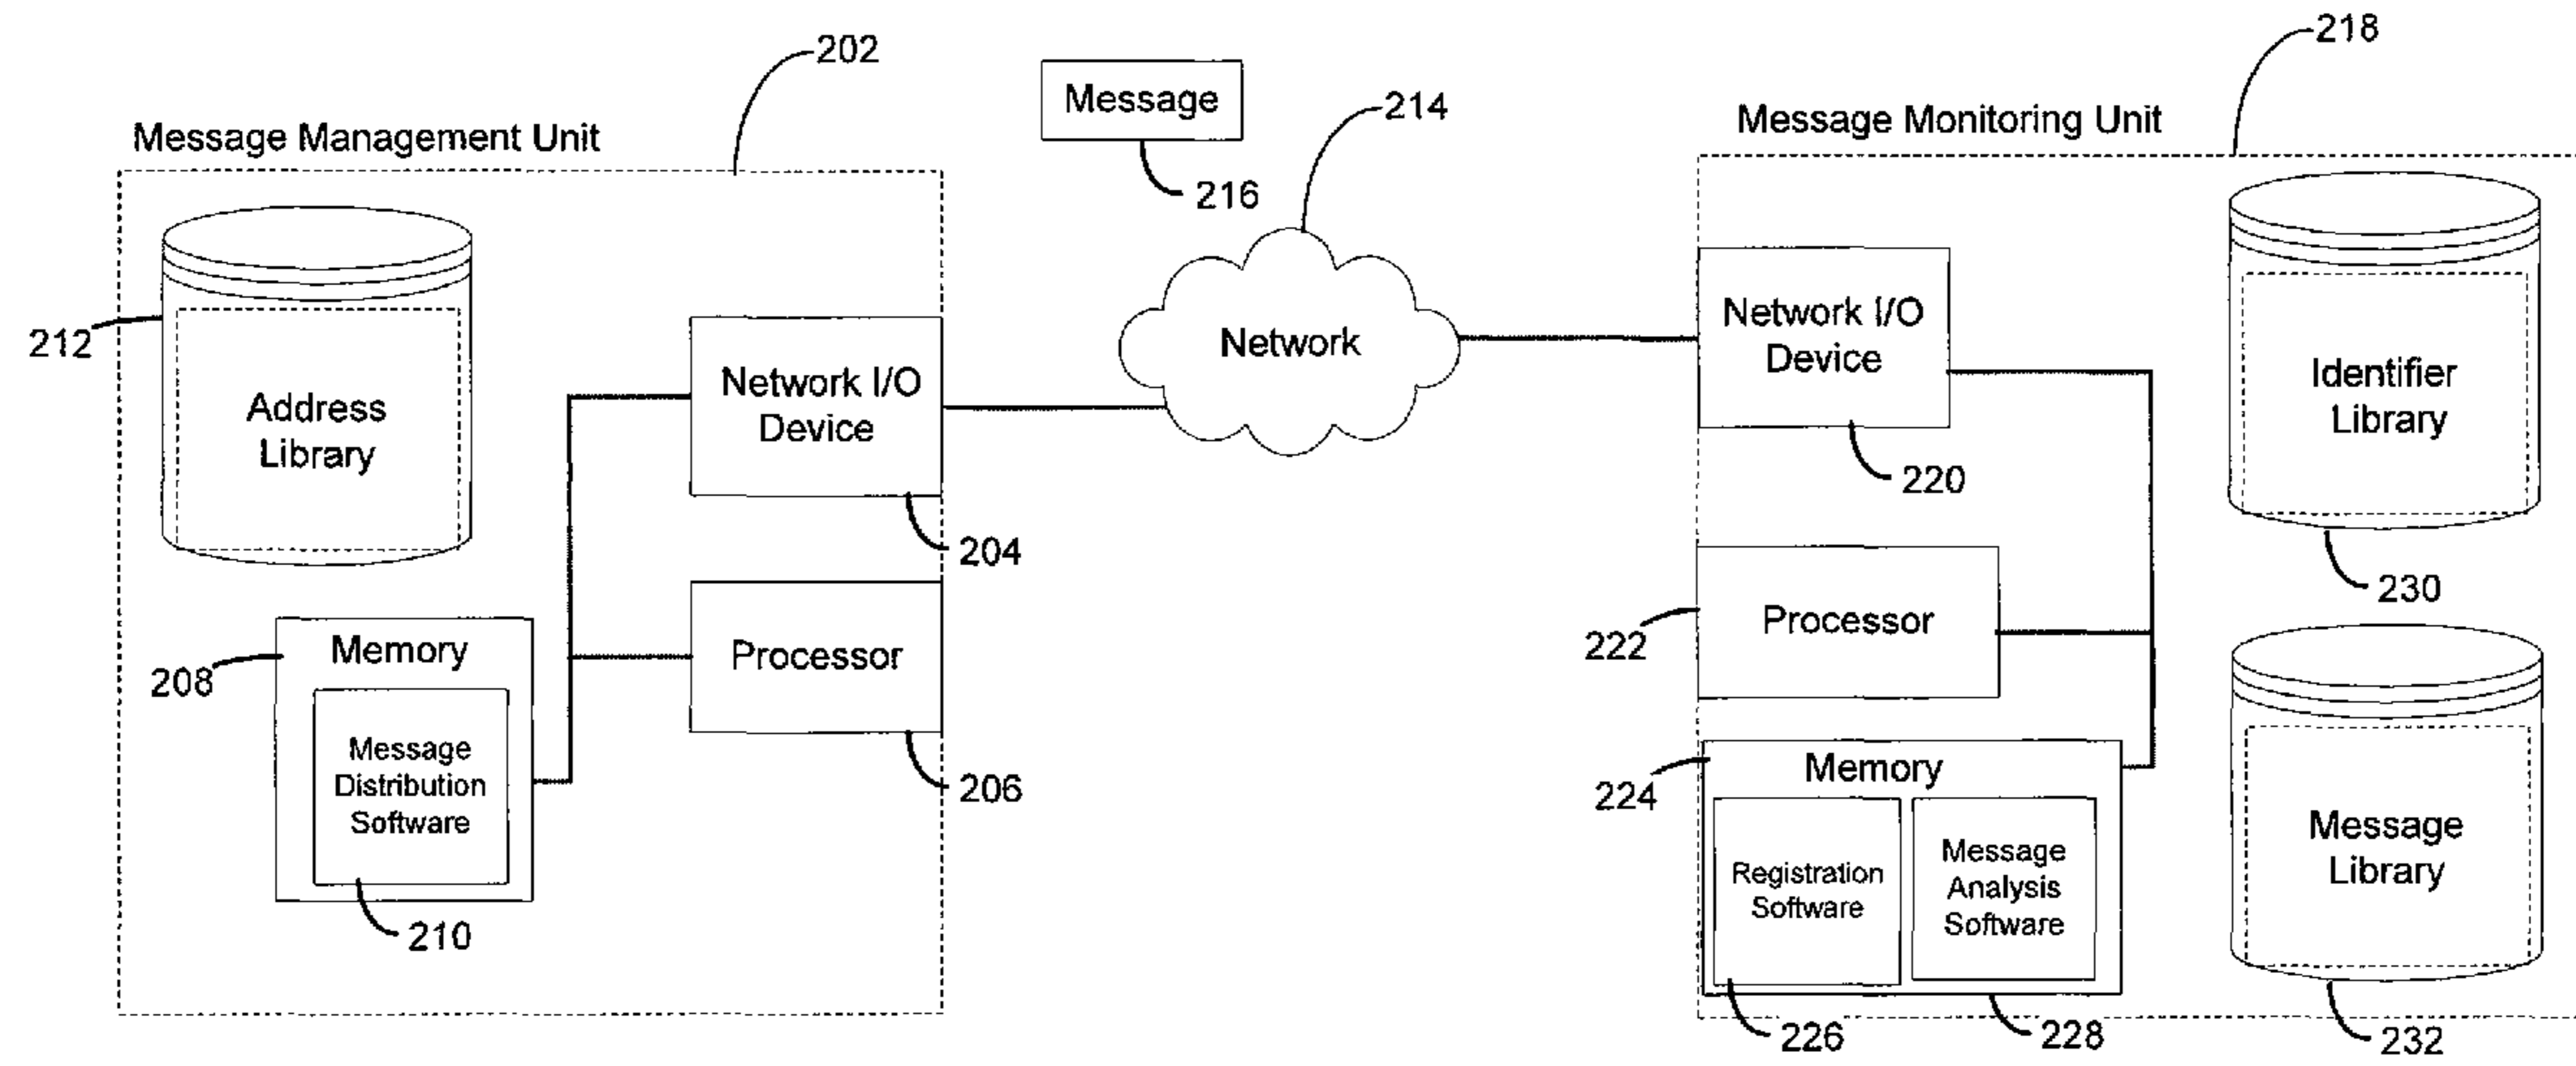 202
Message
216
214
218
Message Management Unit
Message Monitoring Unit
212
Address
Library
Network I/O
Device
204
Network
Network I/O
Device
220
Identifier
Library
230
208
Memory
Message
Distribution
Software
210
Processor
206
222
Processor
224
Memory
Registration
Software
226
Message
Analysis
Software
228
Message
Library
232